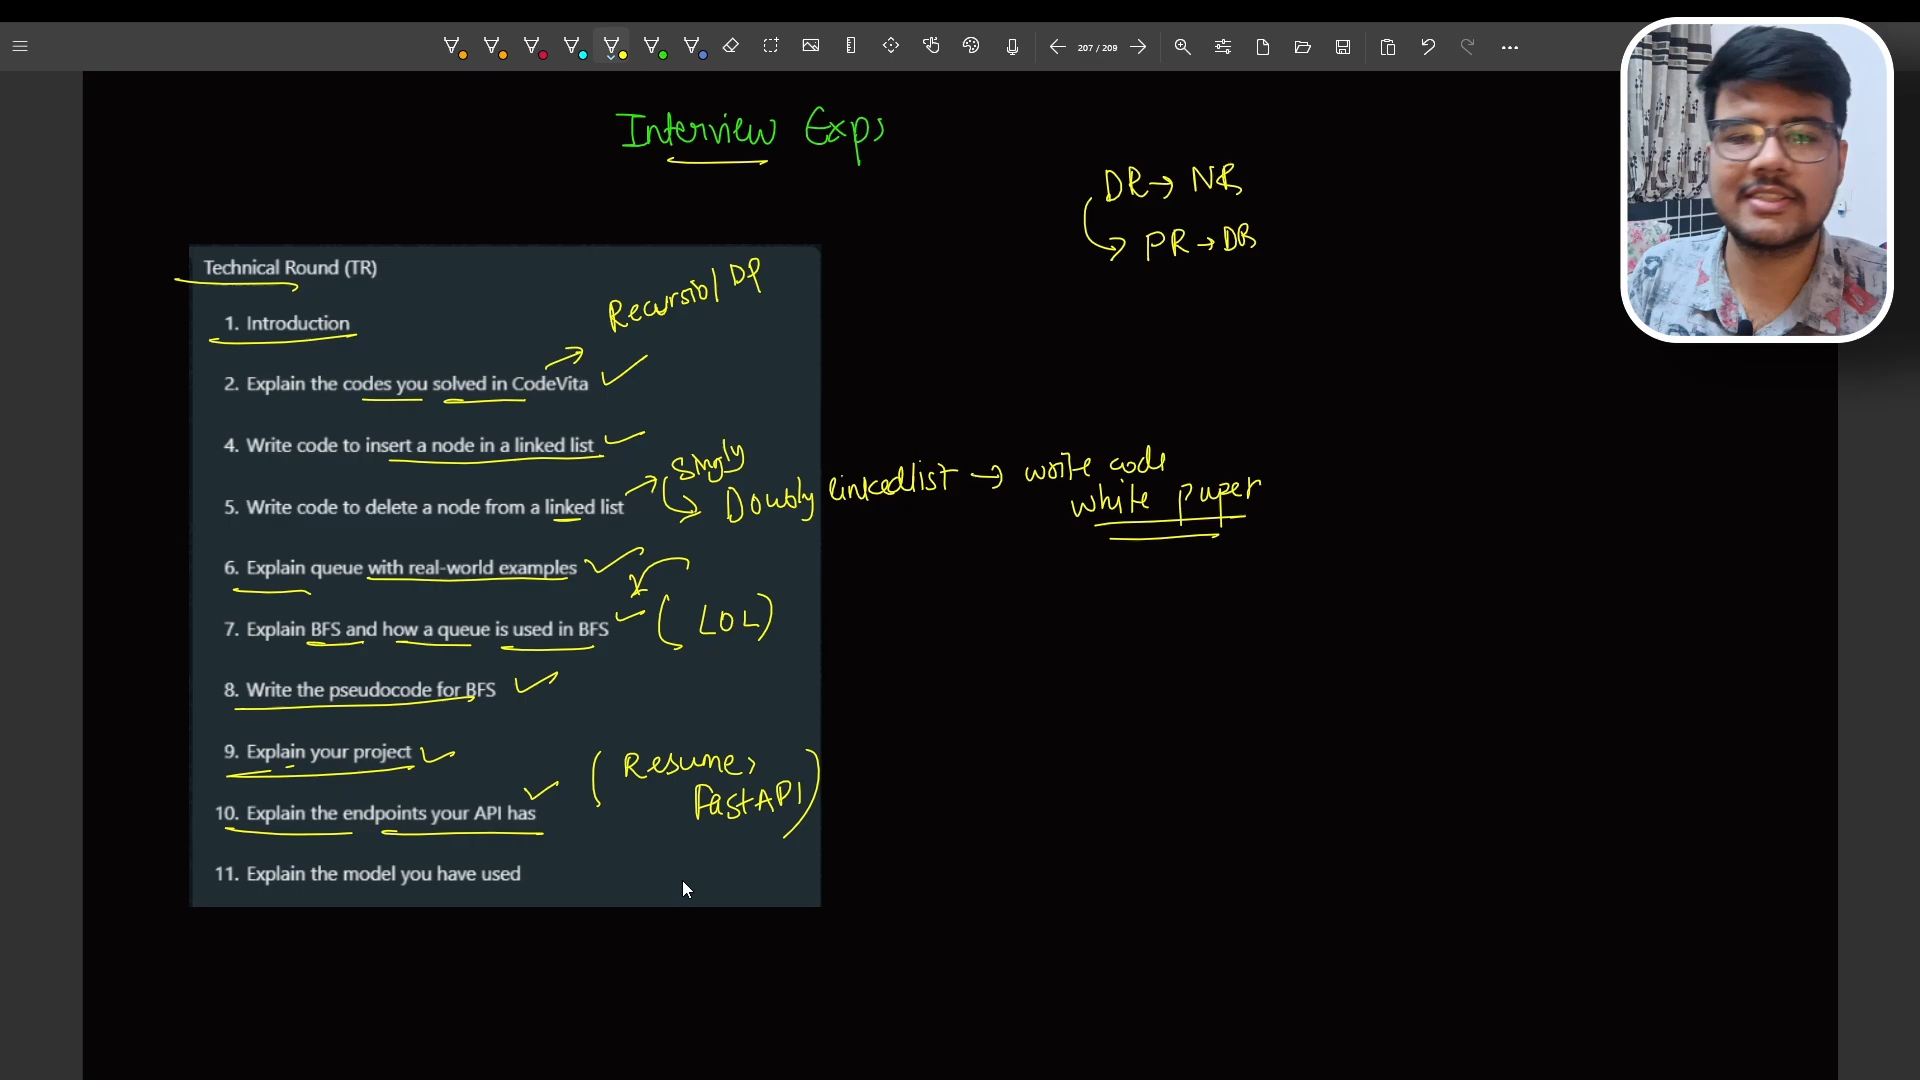 207 / 209
Interview Exps
DR → NR
PR → DR
Technical Round (TR)
Recursio/ DP
1. Introduction
2. Explain the codes you solved in CodeVita
4. Write code to insert a node in a linked list
Singly
Doubly linkedlist → write code
white paper
5. Write code to delete a node from a linked list
6. Explain queue with real-world examples
7. Explain BFS and how a queue is used in BFS
( LOL)
8. Write the pseudocode for BFS
9. Explain your project
(Resume,
FastAPI)
10. Explain the endpoints your API has
11. Explain the model you have used